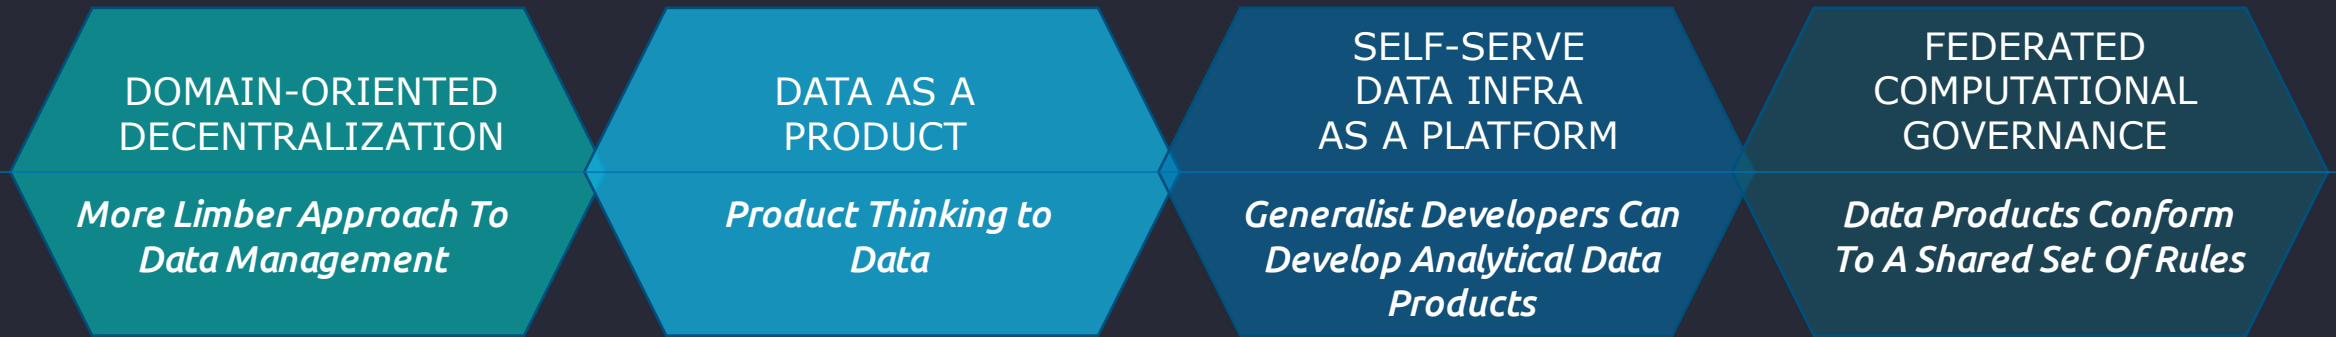 DOMAIN-ORIENTED
DECENTRALIZATION
More Limber Approach To
Data Management
DATA AS A
PRODUCT
Product Thinking to
Data
SELF-SERVE
DATA INFRA
AS A PLATFORM
Generalist Developers Can
Develop Analytical Data
Products
FEDERATED
COMPUTATIONAL
GOVERNANCE
Data Products Conform
To A Shared Set Of Rules